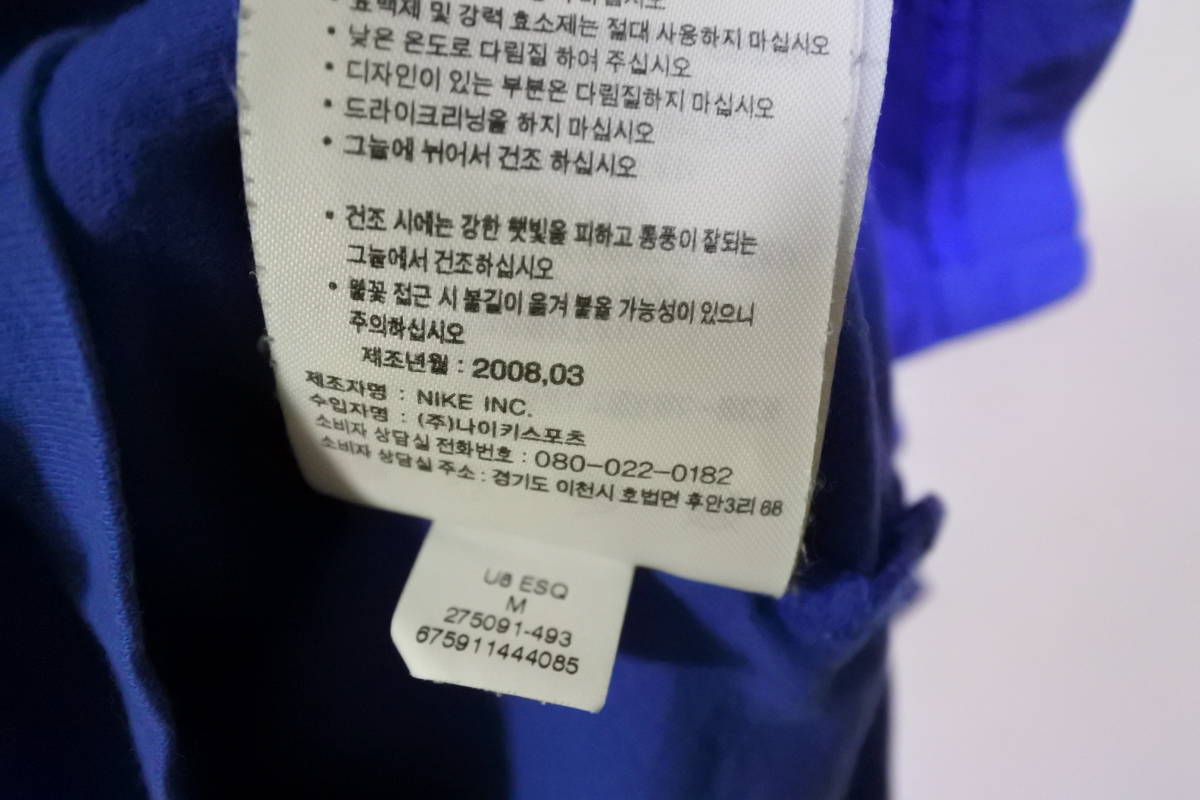 표백제 및 강력 효소제는 절대 사용하지 마십시오
• 낮은 온도로 다림질 하여 주십시오
• 디자인이 있는 부분은 다림질하지 마십시오
• 드라이크리닝을 하지 마십시오
• 그늘에 뉘어서 건조 하십시오
• 건조 시에는 강한 햇빛을 피하고 통풍이 잘되는
그늘에서 건조하십시오
• 불꽃 접근 시 불길이 옮겨 붙을 가능성이 있으니
주의하십시오
제조년월 : 2008,03
제조자명 : NIKE INC.
수입자명 : (주)나이키스포츠
소비자 상담실 전화번호 : 080-022-0182
소비자 상담실 주소 : 경기도 이천시 호법면 후안3리 68
U8 ESQ
M
275091-493
675911444085